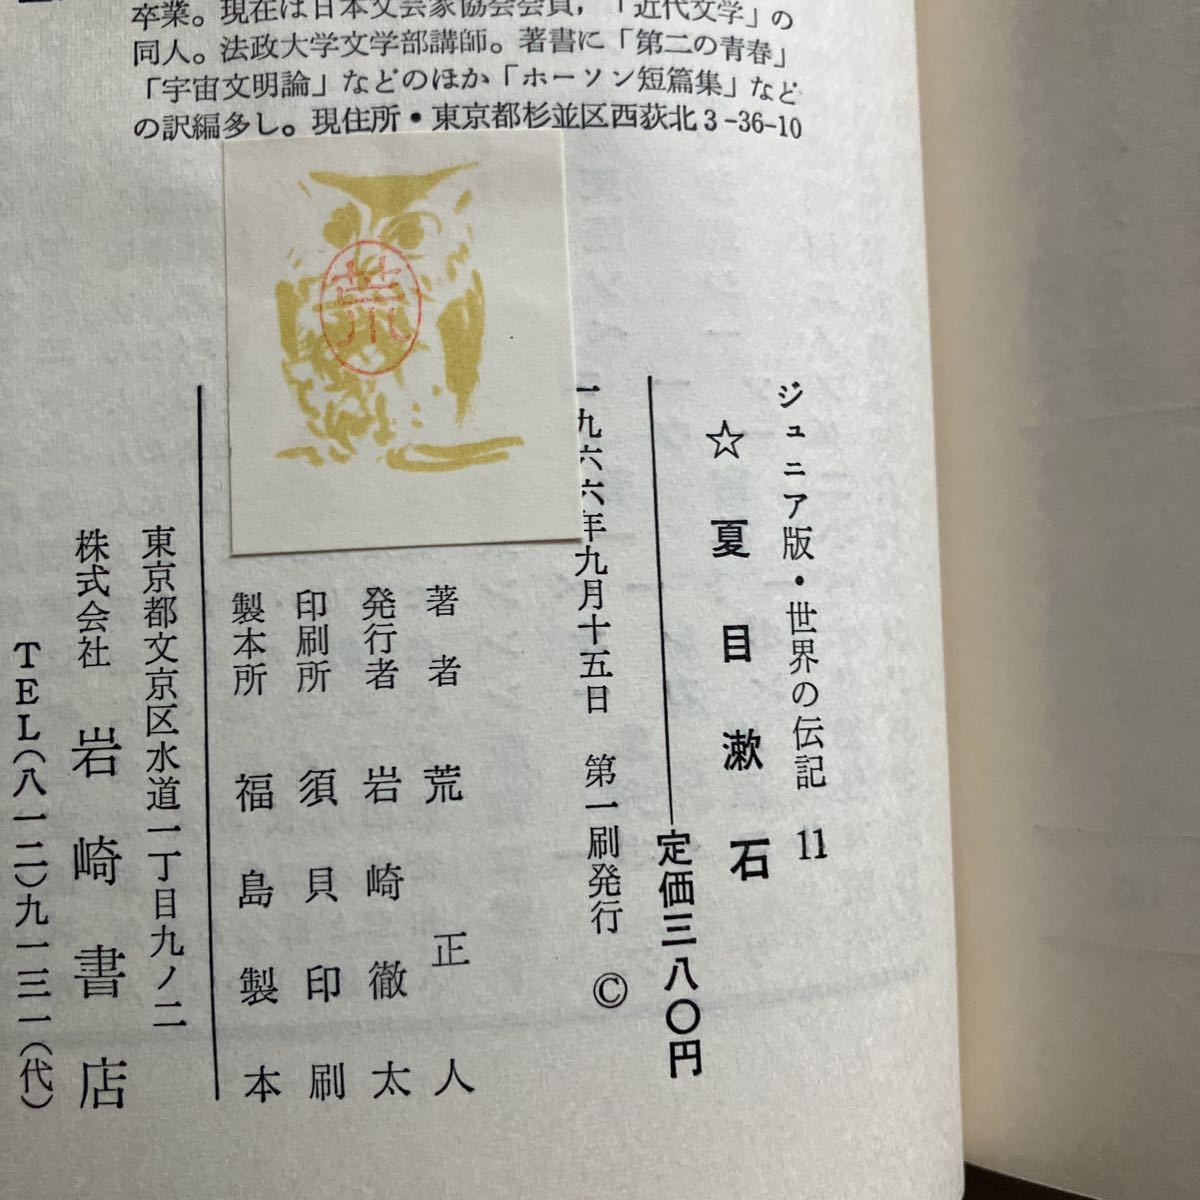 卒業。現在は日本文芸家協会会員，「近代文学」の
同人。法政大学文学部講師。著書に「第二の青春」
「宇宙文明論」などのほか「ホーソン短篇集」など
の訳編多し。現住所・東京都杉並区西荻北3-36-10
荒
ジュニア版・世界の伝記 11
☆夏目漱石
定価三八〇円
一九六六年九月十五日 第一刷発行 ©
著者 荒正人
発行者 岩崎徹太
印刷所 須貝印刷
製本所 福島製本
東京都文京区水道一丁目九ノ二
株式会社 岩崎書店
TEL(八一二)九一三一(代)